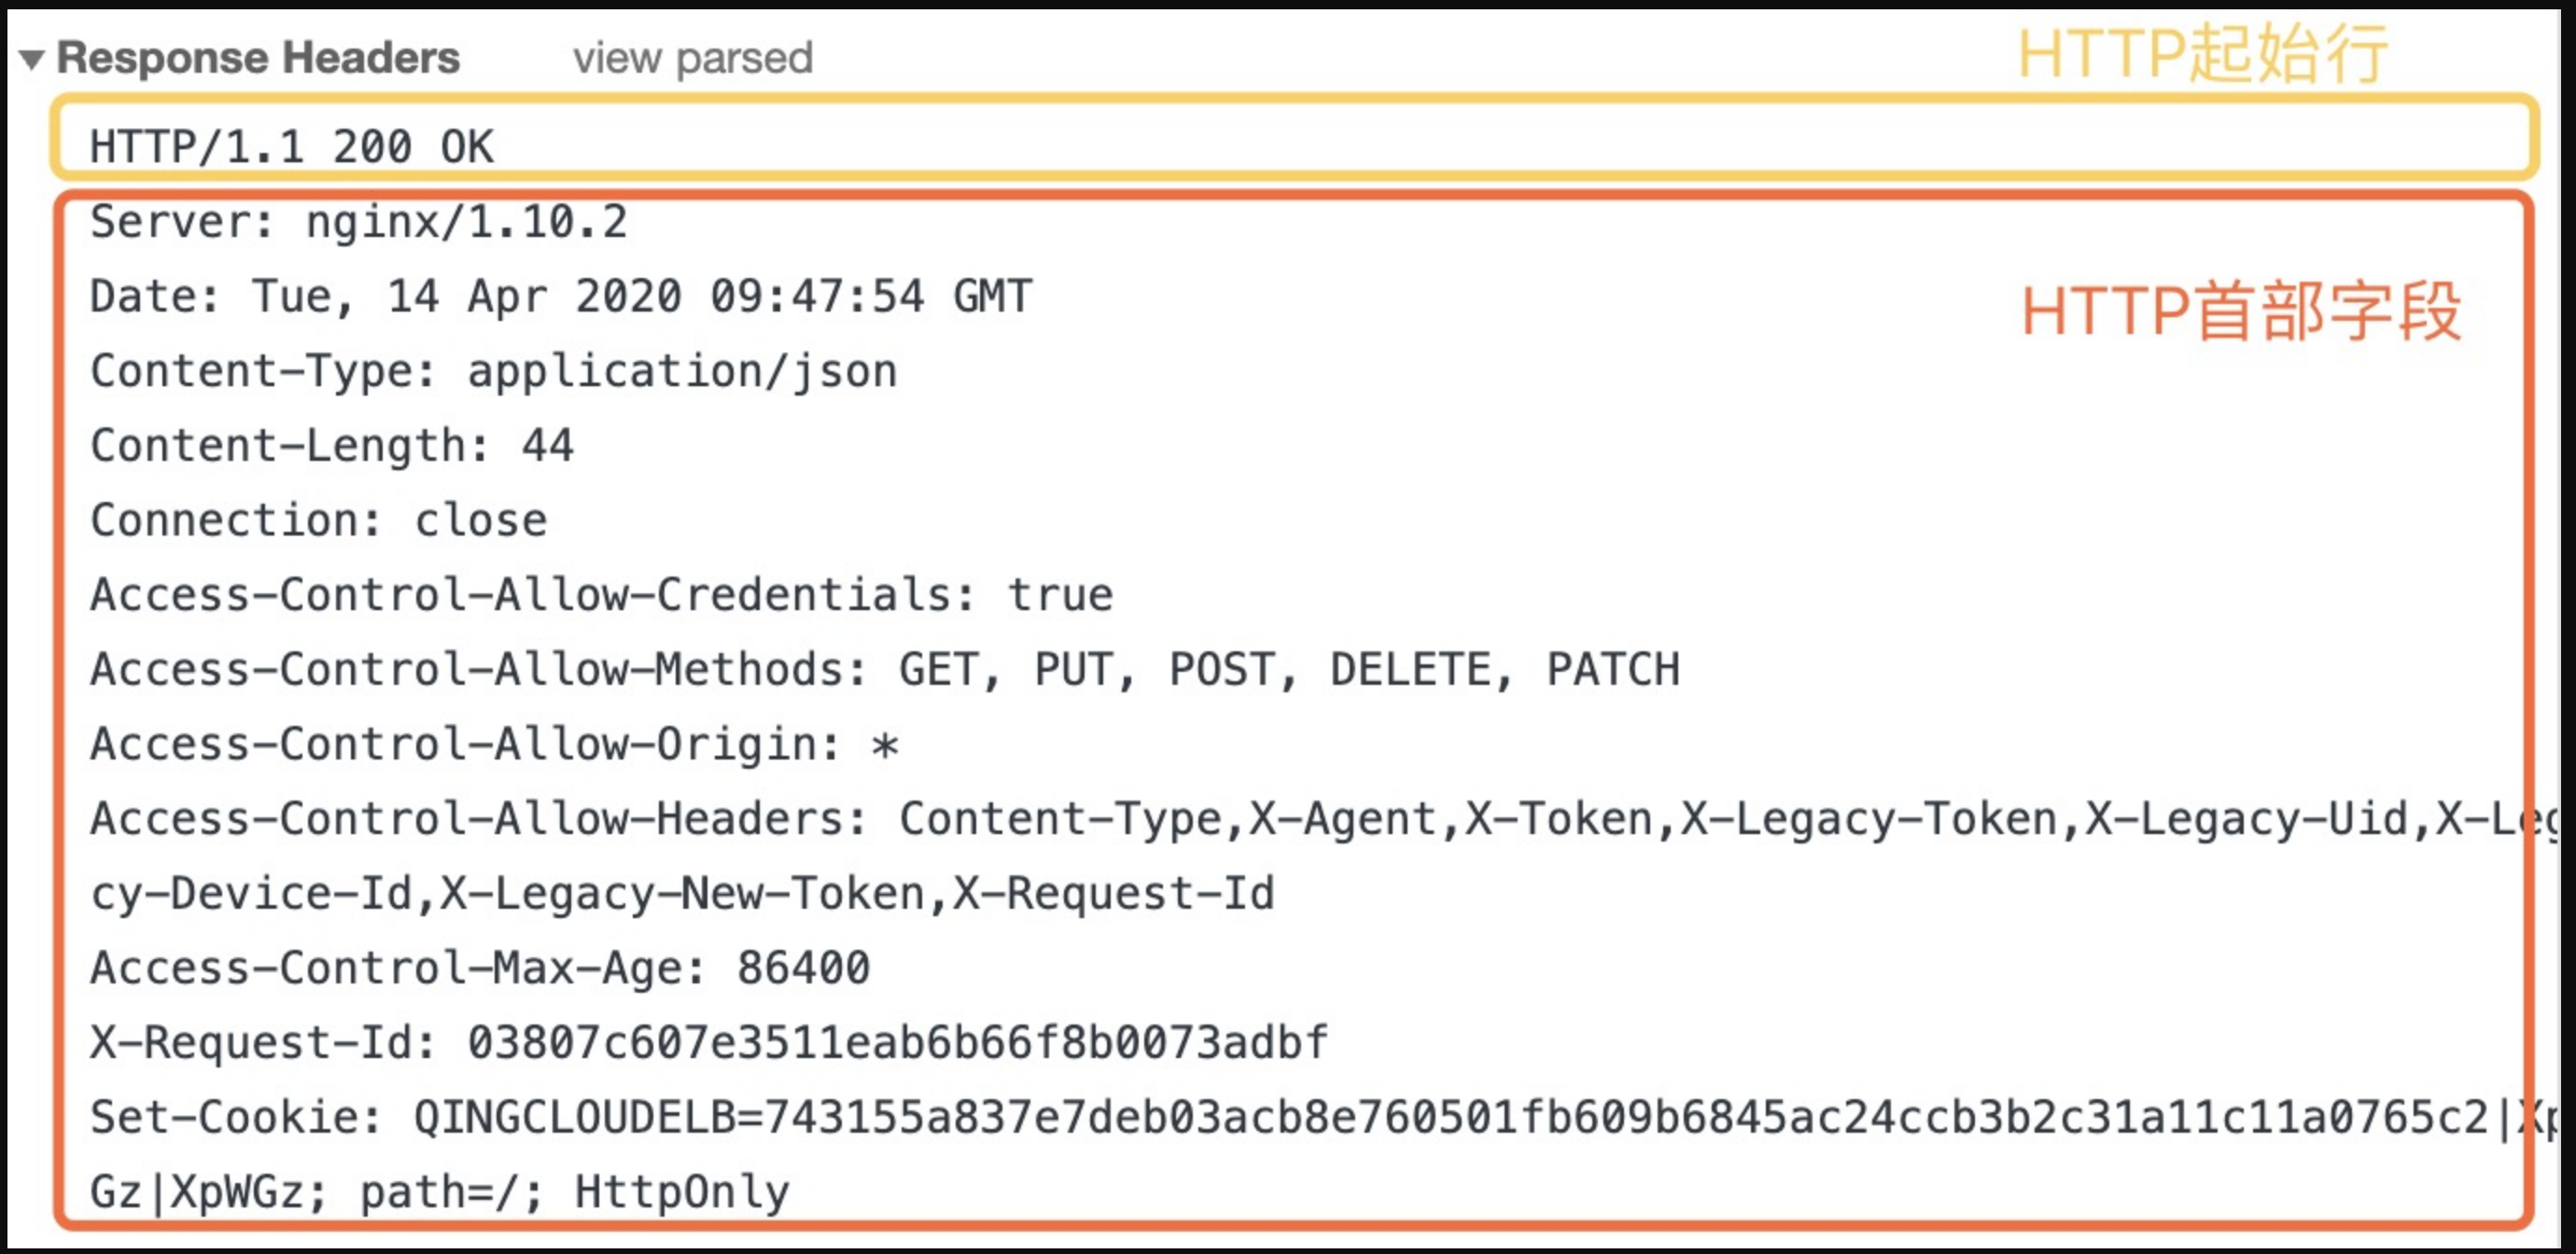 Response Headers view parsed
HTTP起始行
HTTP/1.1 200 OK
Server: nginx/1.10.2
Date: Tue, 14 Apr 2020 09:47:54 GMT
HTTP首部字段
Content-Type: application/json
Content-Length: 44
Connection: close
Access-Control-Allow-Credentials: true
Access-Control-Allow-Methods: GET, PUT, POST, DELETE, PATCH
Access-Control-Allow-Origin: *
Access-Control-Allow-Headers: Content-Type,X-Agent,X-Token,X-Legacy-Token,X-Legacy-Uid,X-Leg
cy-Device-Id,X-Legacy-New-Token,X-Request-Id
Access-Control-Max-Age: 86400
X-Request-Id: 03807c607e3511eab6b66f8b0073adbf
Set-Cookie: QINGCLOUDELB=743155a837e7deb03acb8e760501fb609b6845ac24ccb3b2c31a11c11a0765c2|Xp
Gz|XpWGz; path=/; HttpOnly